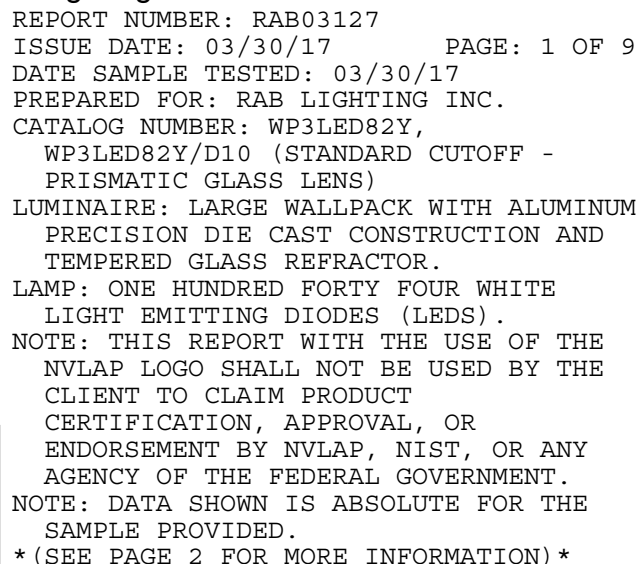 REPORT NUMBER: RAB03127
ISSUE DATE: 03/30/17 PAGE: 1 OF 9
DATE SAMPLE TESTED: 03/30/17
PREPARED FOR: RAB LIGHTING INC.
CATALOG NUMBER: WP3LED82Y,
WP3LED82Y/D10 (STANDARD CUTOFF -
PRISMATIC GLASS LENS)
LUMINAIRE: LARGE WALLPACK WITH ALUMINUM
PRECISION DIE CAST CONSTRUCTION AND
TEMPERED GLASS REFRACTOR.
LAMP: ONE HUNDRED FORTY FOUR WHITE
LIGHT EMITTING DIODES (LEDS).
NOTE: THIS REPORT WITH THE USE OF THE
NVLAP LOGO SHALL NOT BE USED BY THE
CLIENT TO CLAIM PRODUCT
CERTIFICATION, APPROVAL, OR
ENDORSEMENT BY NVLAP, NIST, OR ANY
AGENCY OF THE FEDERAL GOVERNMENT.
NOTE: DATA SHOWN IS ABSOLUTE FOR THE
SAMPLE PROVIDED.
*(SEE PAGE 2 FOR MORE INFORMATION)*